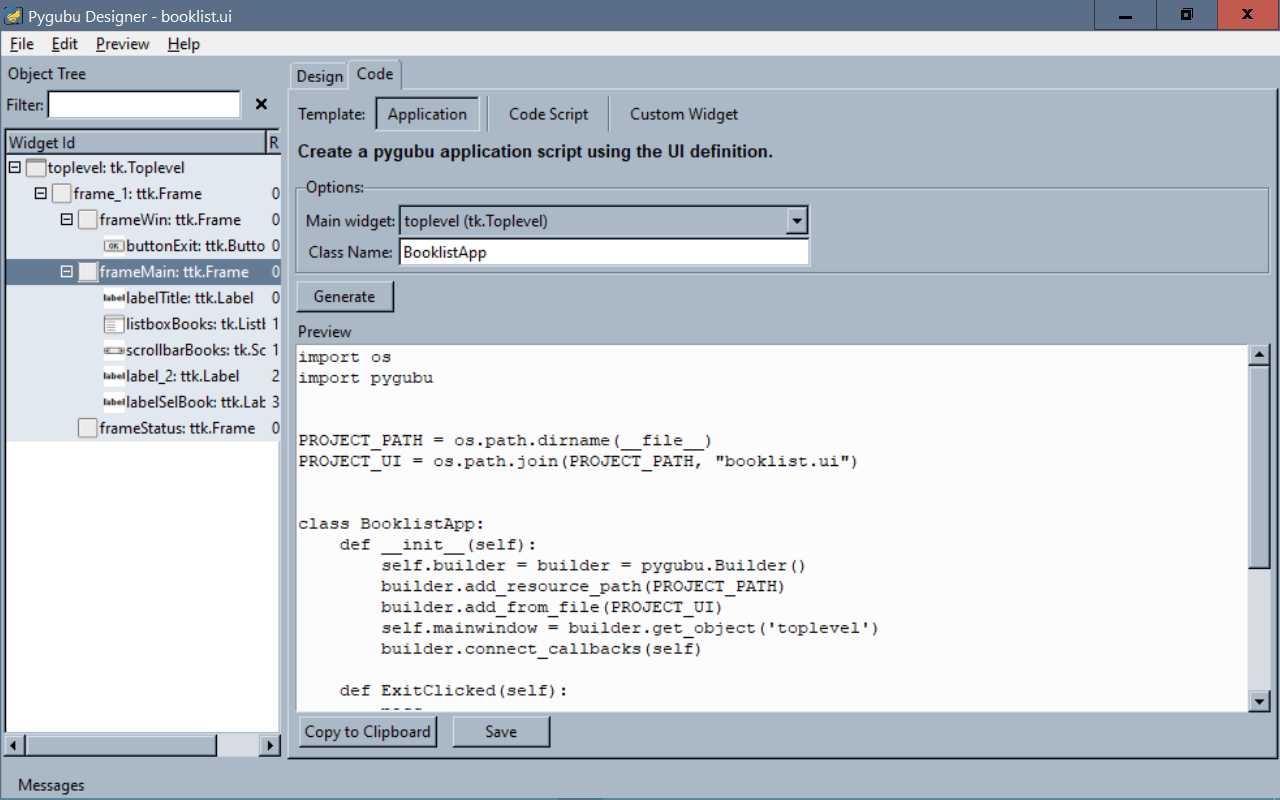 Pygubu Designer - booklist.ui
File Edit Preview Help
Object Tree
Filter:
Widget Id R
toplevel: tk.Toplevel
frame_1: ttk.Frame 0
frameWin: ttk.Frame 0
OK buttonExit: ttk.Butto 0
frameMain: ttk.Frame 0
label labelTitle: ttk.Label 0
listboxBooks: tk.Listb 1
scrollbarBooks: tk.Sc 1
label label_2: ttk.Label 2
label labelSelBook: ttk.Lab 3
frameStatus: ttk.Frame 0
Design Code
Template: Application Code Script Custom Widget
Create a pygubu application script using the UI definition.
Options:
Main widget: toplevel (tk.Toplevel)
Class Name: BooklistApp
Generate
Preview
import os
import pygubu
PROJECT_PATH = os.path.dirname(__file__)
PROJECT_UI = os.path.join(PROJECT_PATH, "booklist.ui")
class BooklistApp:
def __init__(self):
self.builder = builder = pygubu.Builder()
builder.add_resource_path(PROJECT_PATH)
builder.add_from_file(PROJECT_UI)
self.mainwindow = builder.get_object('toplevel')
builder.connect_callbacks(self)
def ExitClicked(self):
Copy to Clipboard Save
Messages